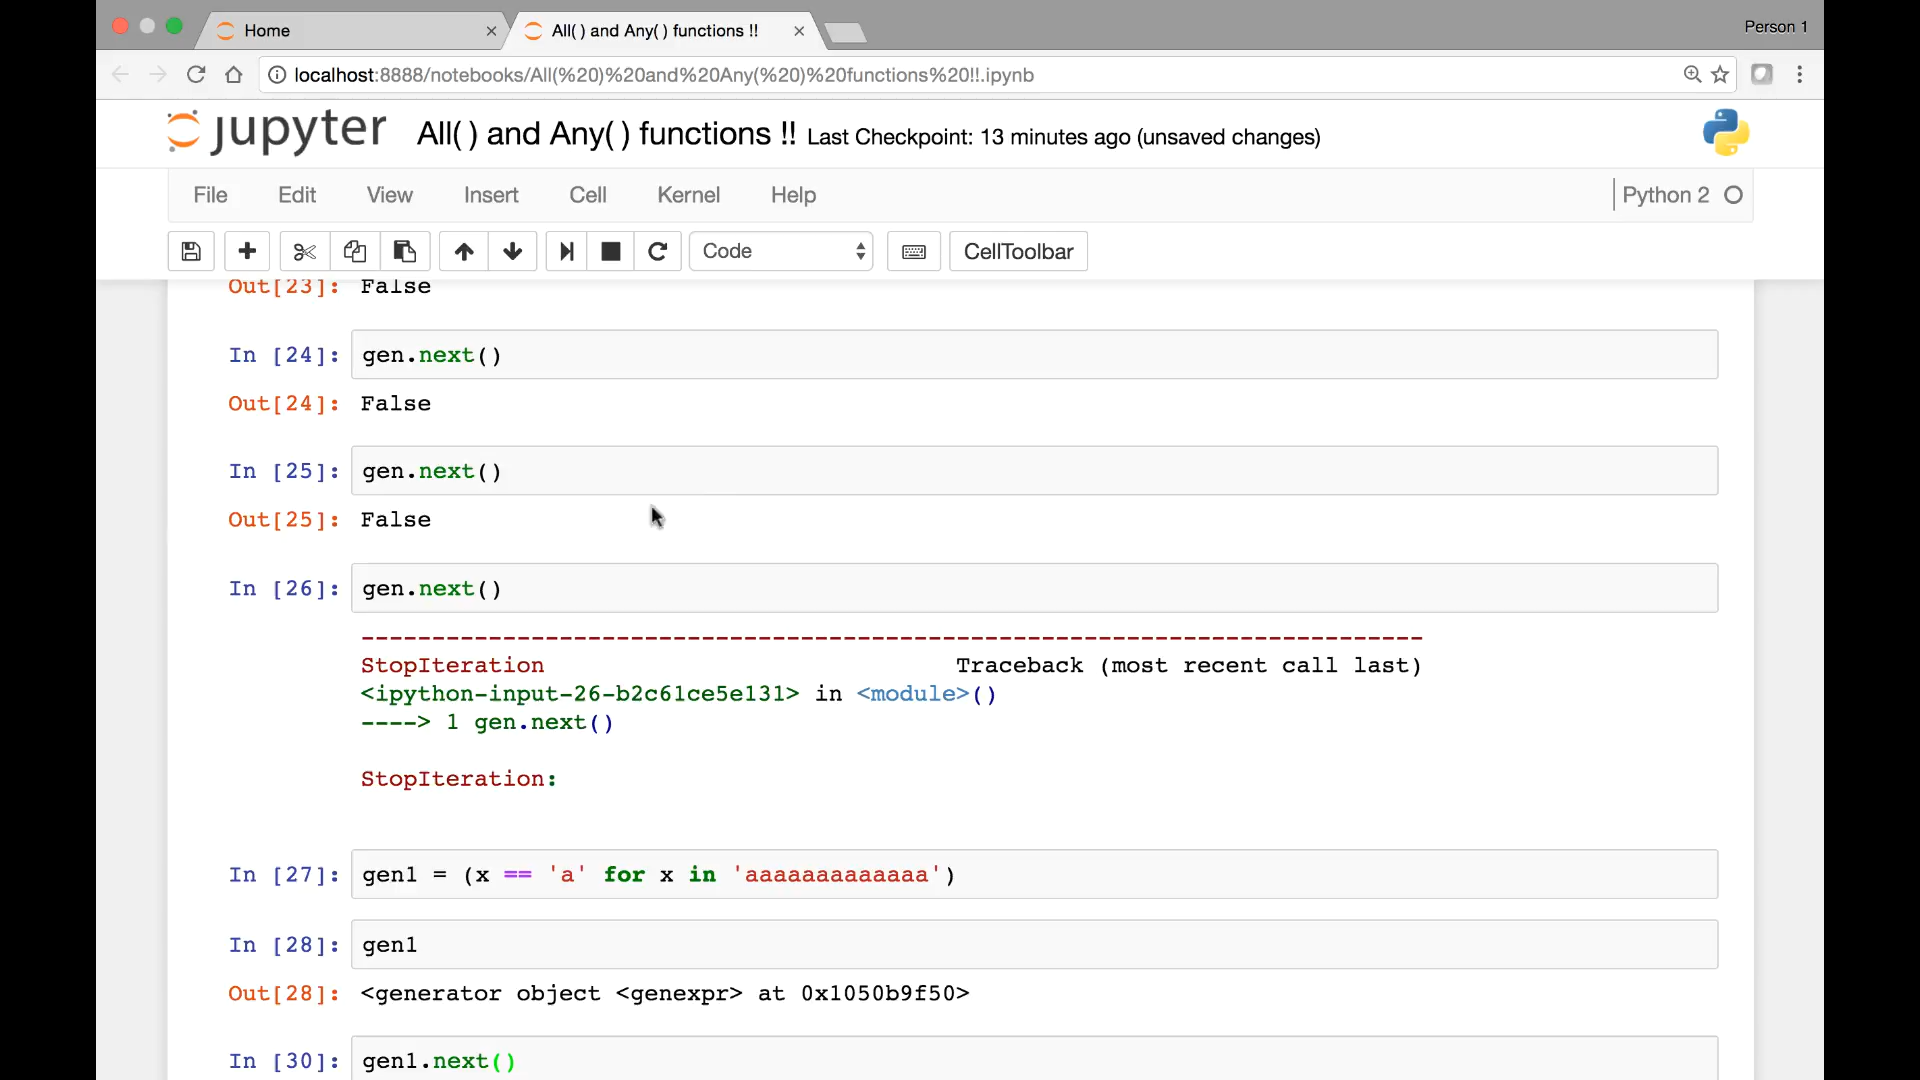 Home
All( ) and Any( ) functions !!
Person 1
localhost:8888/notebooks/All(%20)%20and%20Any(%20)%20functions%20!!.ipynb
jupyter All( ) and Any( ) functions !! Last Checkpoint: 13 minutes ago (unsaved changes)
File Edit View Insert Cell Kernel Help Python 2
Code CellToolbar
Out[23]: False
In [24]: gen.next()
Out[24]: False
In [25]: gen.next()
Out[25]: False
In [26]: gen.next()
---------------------------------------------------------------------------
StopIteration Traceback (most recent call last)
<ipython-input-26-b2c61ce5e131> in <module>()
----> 1 gen.next()
StopIteration:
In [27]: gen1 = (x == 'a' for x in 'aaaaaaaaaaaaa')
In [28]: gen1
Out[28]: <generator object <genexpr> at 0x1050b9f50>
In [30]: gen1.next()